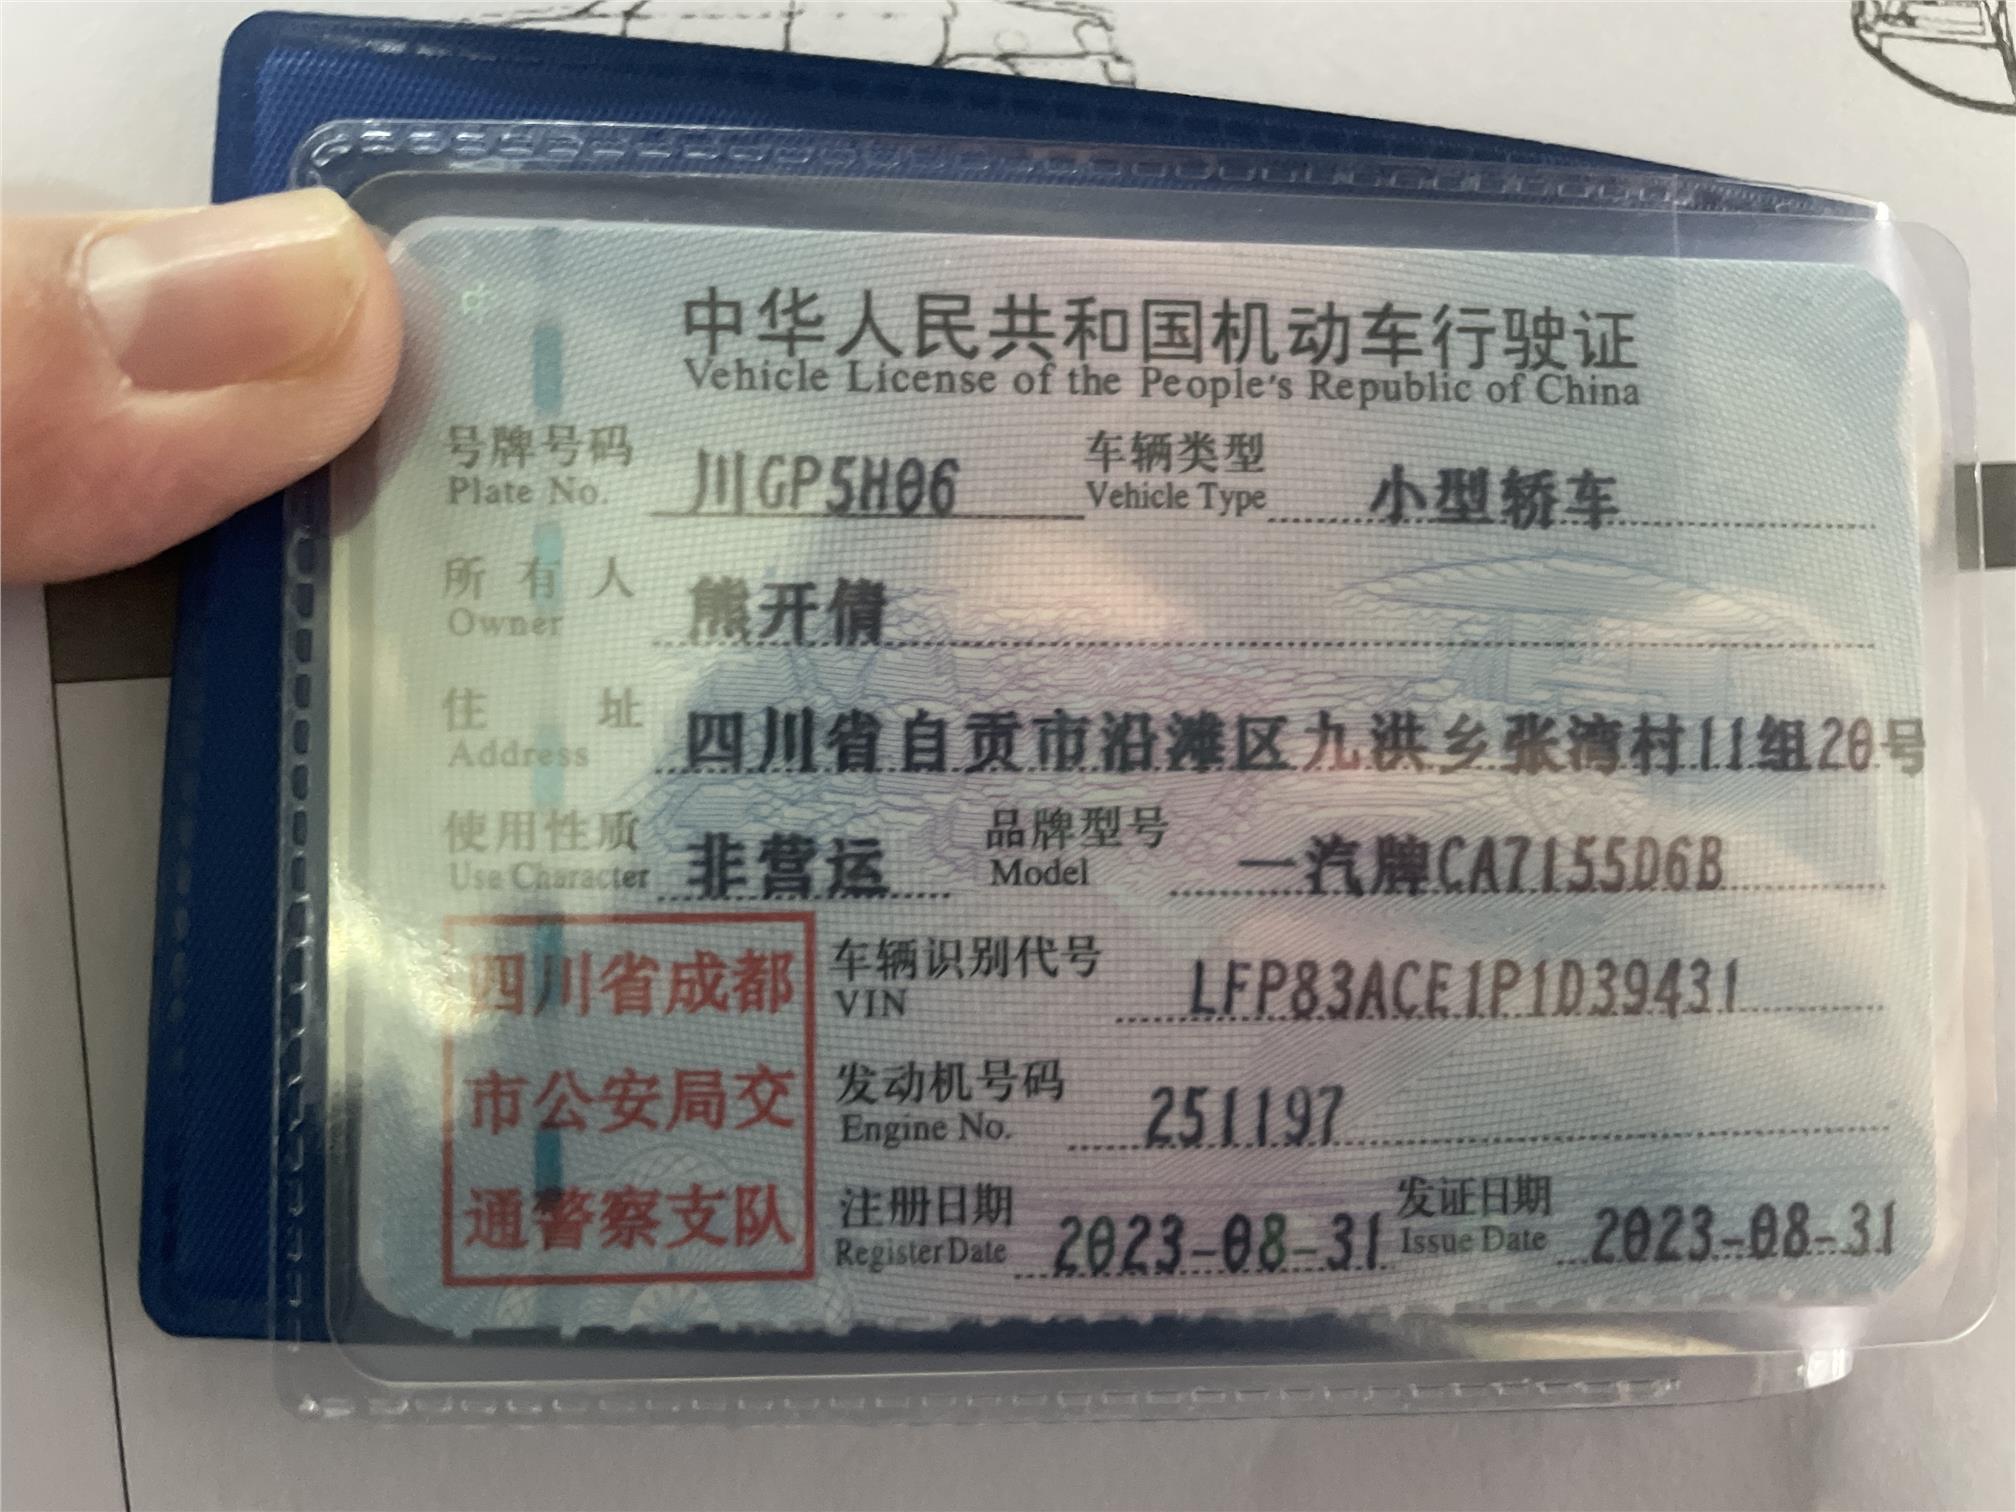 中华人民共和国机动车行驶证
Vehicle License of the People's Republic of China
号牌号码 川GP5H06 车辆类型 小型轿车
Plate No. Vehicle Type
所有人 熊开倩
Owner
住址 四川省自贡市沿滩区九洪乡张湾村11组20号
Address
使用性质 非营运 品牌型号 一汽牌CA7155D6B
Use Character Model
四川省成都
市公安局交
通警察支队
车辆识别代号 LFP83ACE1P1D39431
VIN
发动机号码 251197
Engine No.
注册日期 2023-08-31 发证日期 2023-08-31
Register Date Issue Date